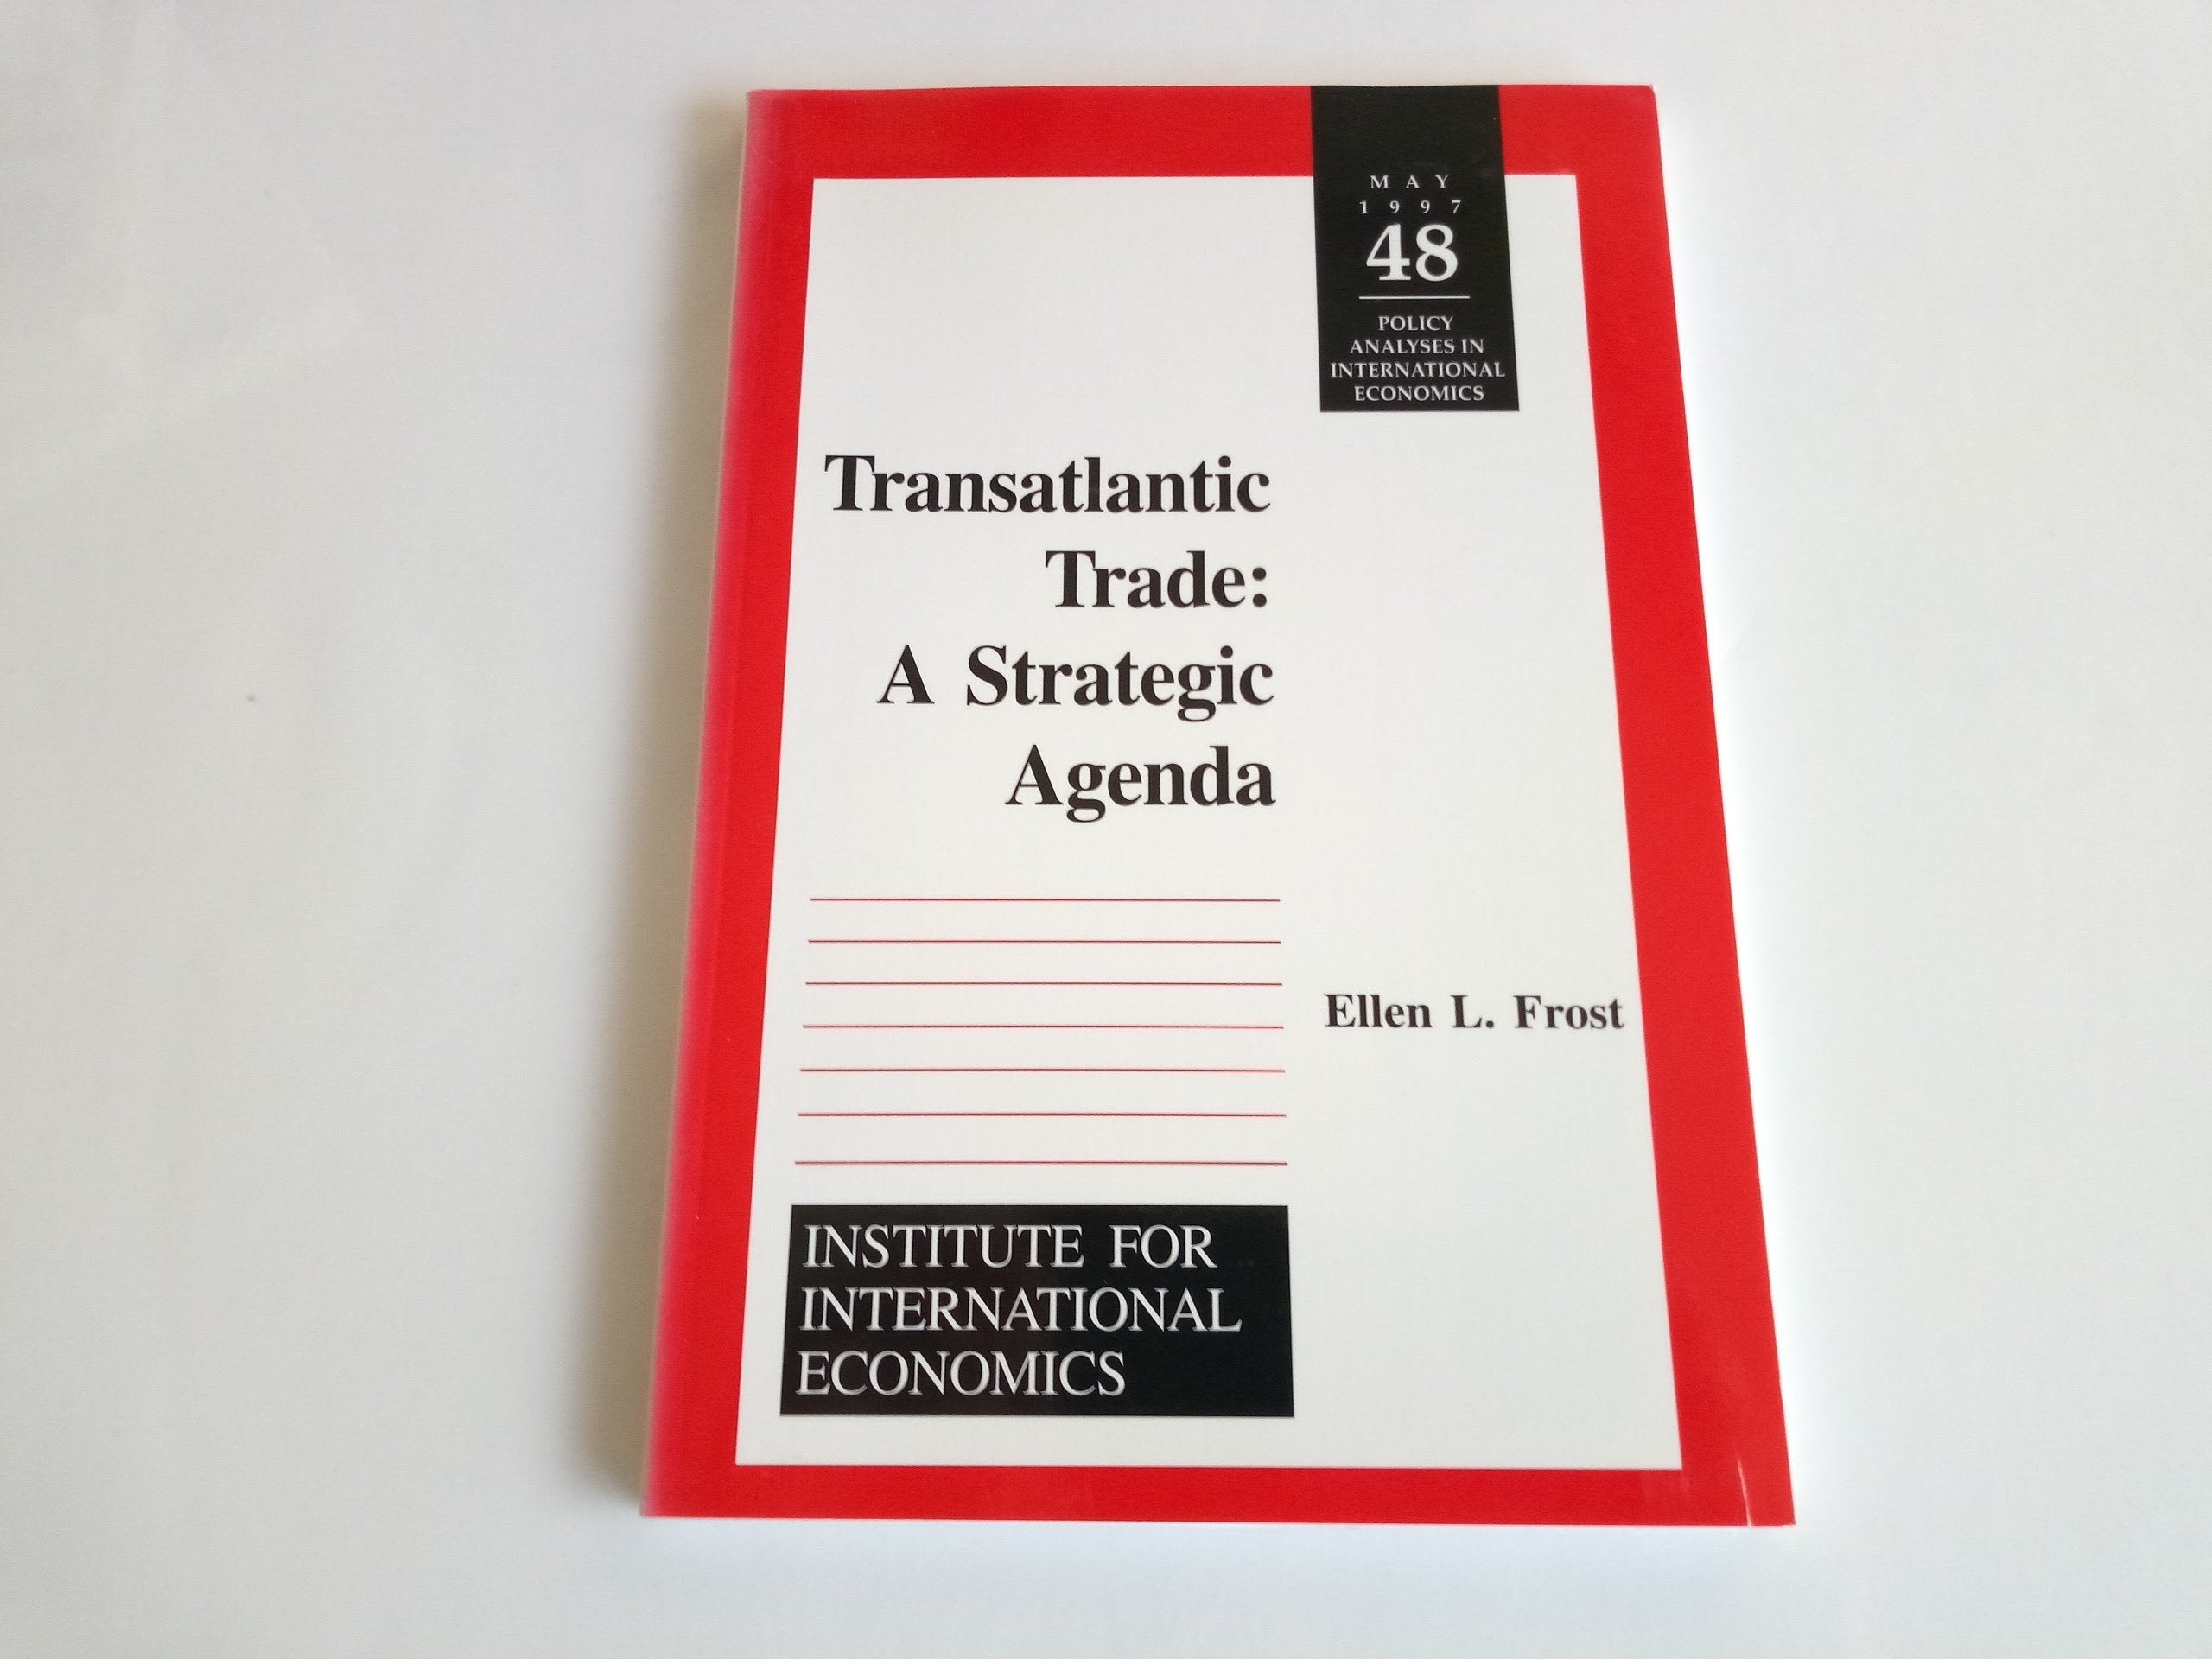 MAY
1997
48
POLICY
ANALYSES IN
INTERNATIONAL
ECONOMICS
Transatlantic
Trade:
A Strategic
Agenda
Ellen L. Frost
INSTITUTE FOR
INTERNATIONAL
ECONOMICS